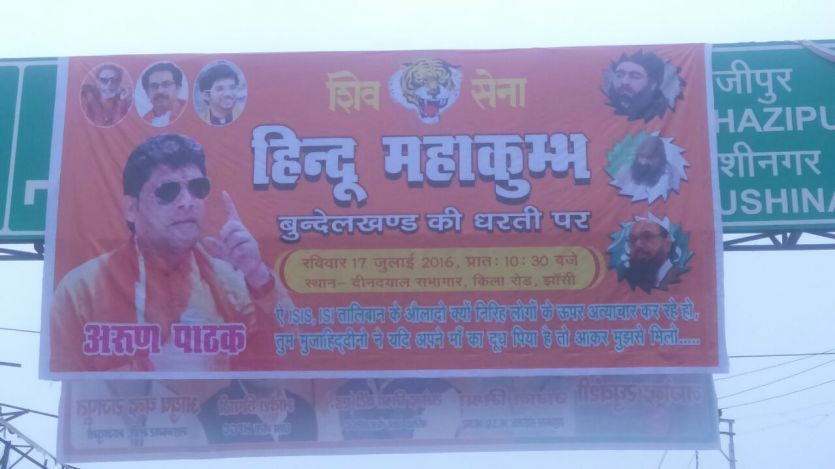 शिव सेना
हिन्दू महाकुम्भ
बुन्देलखण्ड की धरती पर
रविवार 17 जुलाई 2016, प्रातः 10:30 बजे
स्थान- दीनदयाल सभागार, किला रोड, झाँसी
ऐ ISIS, ISI तालिबान के औलादो क्यों निरिह लोगों के ऊपर अत्याचार कर रहे हो,
तुम मुजाहिद्दीनो ने यदि अपने माँ का दूध पिया है तो आकर मुझसे मिलो.....
अरूण पाठक
जीपुर
HAZIPU
शीनगर
USHINA